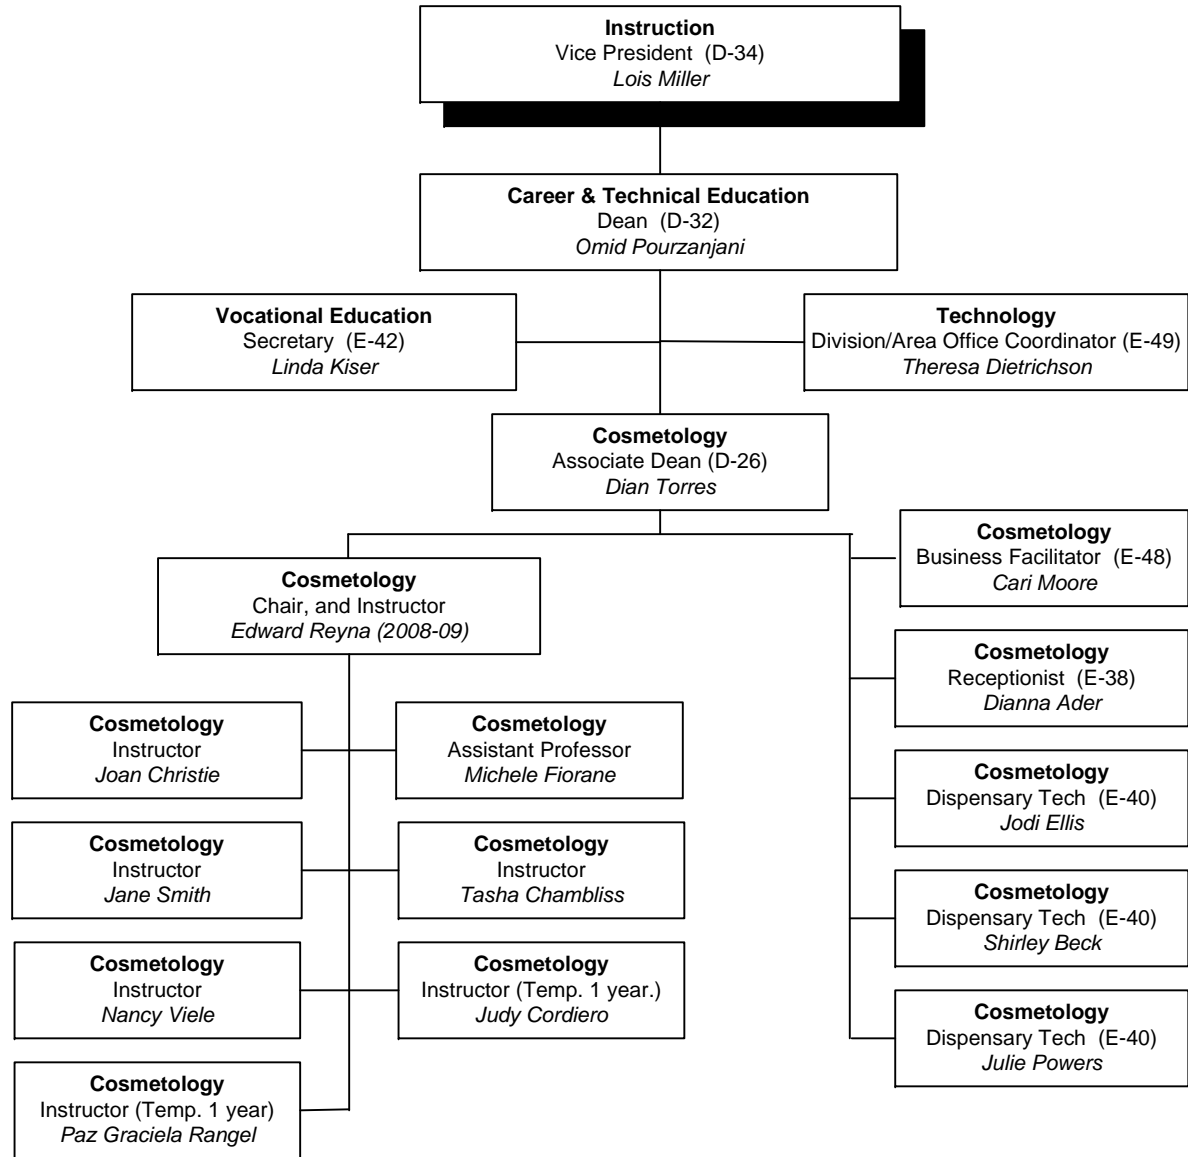 Instruction
Vice President (D-34)
Lois Miller
Career & Technical Education
Dean (D-32)
Omid Pourzanjani
Vocational Education
Secretary (E-42)
Linda Kiser
Technology
Division/Area Office Coordinator (E-49)
Theresa Dietrichson
Cosmetology
Associate Dean (D-26)
Dian Torres
Cosmetology
Chair, and Instructor
Edward Reyna (2008-09)
Cosmetology
Instructor
Joan Christie
Cosmetology
Assistant Professor
Michele Fiorane
Cosmetology
Instructor
Jane Smith
Cosmetology
Instructor
Tasha Chambliss
Cosmetology
Instructor
Nancy Viele
Cosmetology
Instructor (Temp. 1 year.)
Judy Cordiero
Cosmetology
Instructor (Temp. 1 year)
Paz Graciela Rangel
Cosmetology
Business Facilitator (E-48)
Cari Moore
Cosmetology
Receptionist (E-38)
Dianna Ader
Cosmetology
Dispensary Tech (E-40)
Jodi Ellis
Cosmetology
Dispensary Tech (E-40)
Shirley Beck
Cosmetology
Dispensary Tech (E-40)
Julie Powers